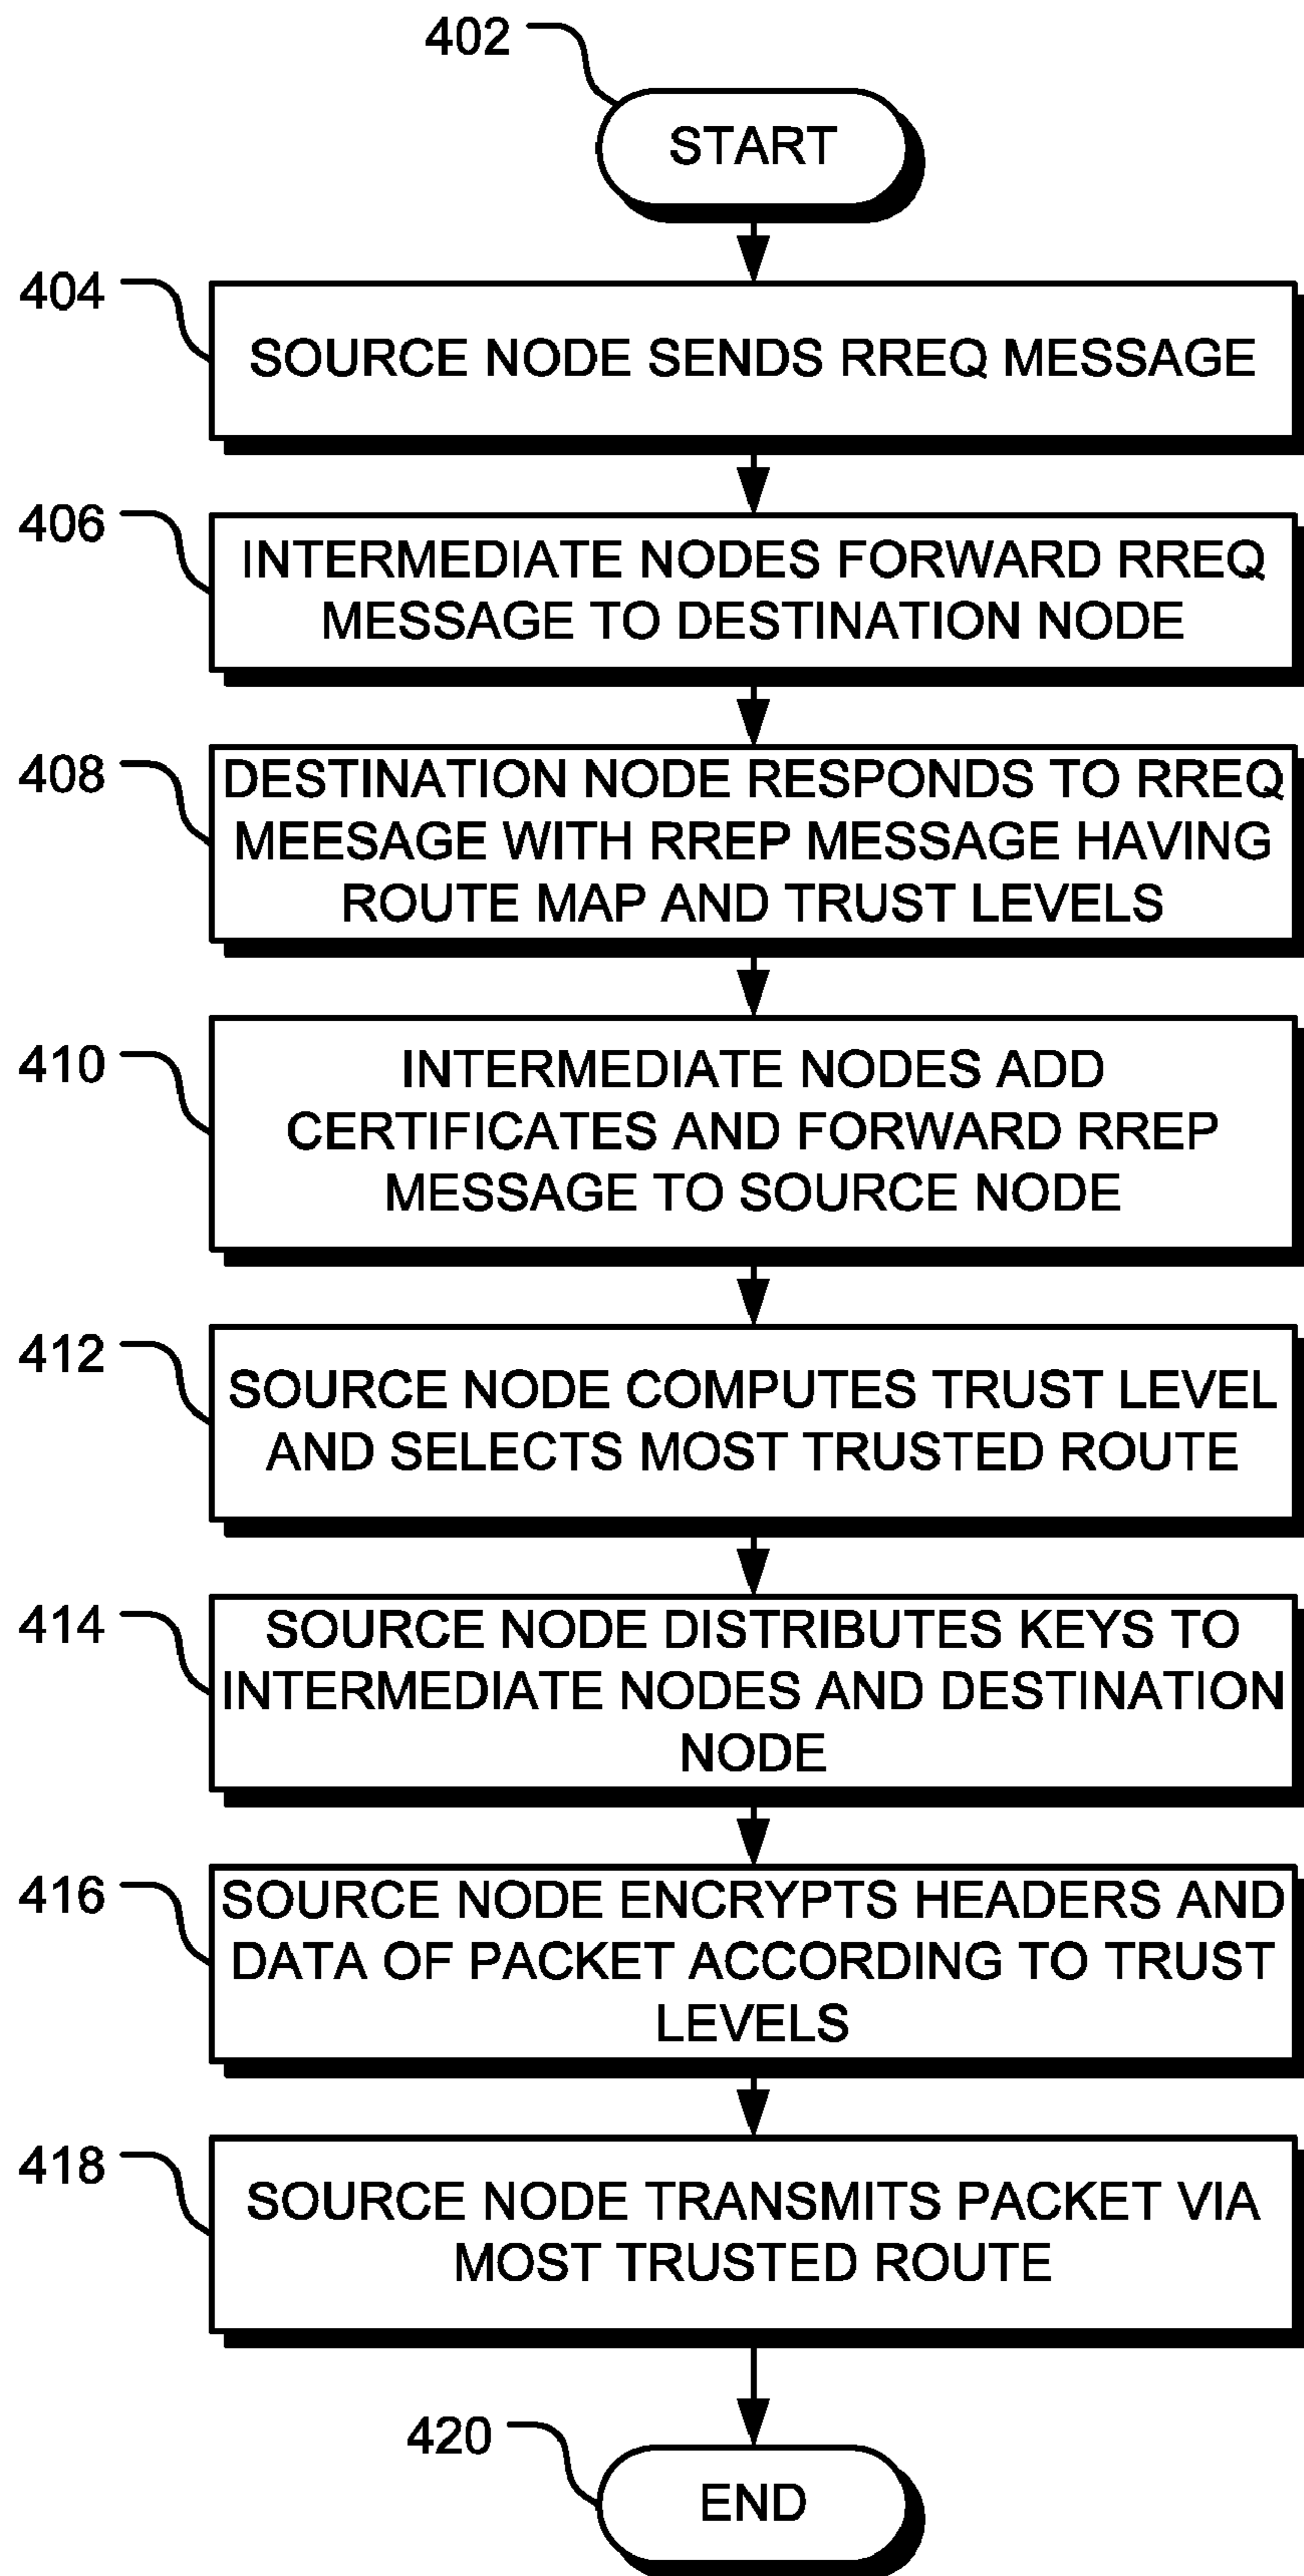 402
START
404
SOURCE NODE SENDS RREQ MESSAGE
406
INTERMEDIATE NODES FORWARD RREQ
MESSAGE TO DESTINATION NODE
408
DESTINATION NODE RESPONDS TO RREQ
MEESAGE WITH RREP MESSAGE HAVING
ROUTE MAP AND TRUST LEVELS
410
INTERMEDIATE NODES ADD
CERTIFICATES AND FORWARD RREP
MESSAGE TO SOURCE NODE
412
SOURCE NODE COMPUTES TRUST LEVEL
AND SELECTS MOST TRUSTED ROUTE
414
SOURCE NODE DISTRIBUTES KEYS TO
INTERMEDIATE NODES AND DESTINATION
NODE
416
SOURCE NODE ENCRYPTS HEADERS AND
DATA OF PACKET ACCORDING TO TRUST
LEVELS
418
SOURCE NODE TRANSMITS PACKET VIA
MOST TRUSTED ROUTE
420
END